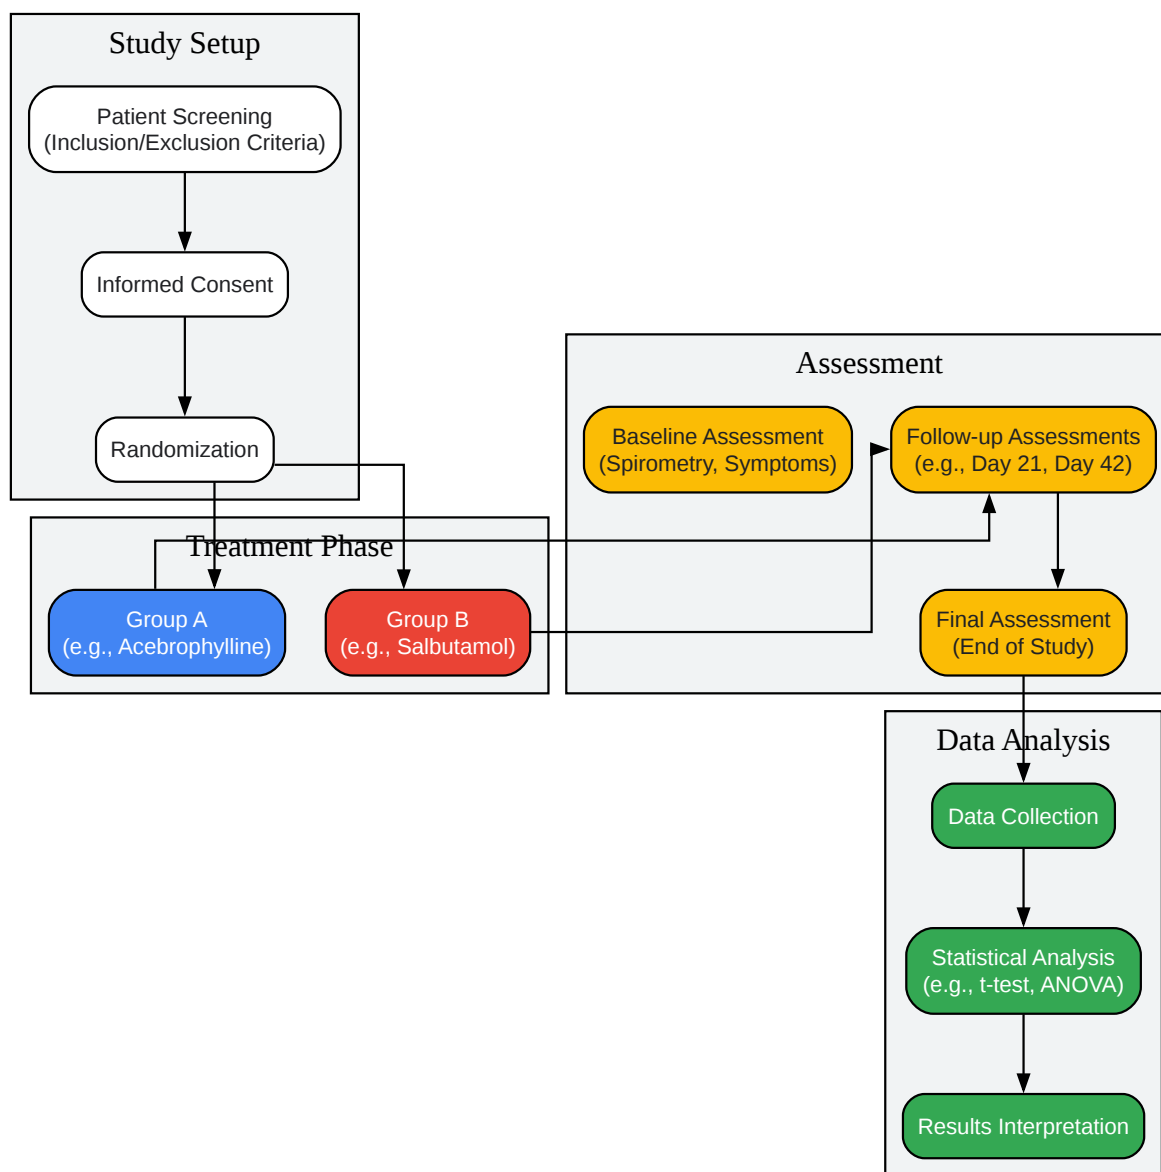 Study Setup
Patient Screening
(Inclusion/Exclusion Criteria)
Informed Consent
Randomization
Treatment Phase
Group A
(e.g., Acebrophylline)
Group B
(e.g., Salbutamol)
Assessment
Baseline Assessment
(Spirometry, Symptoms)
Follow-up Assessments
(e.g., Day 21, Day 42)
Final Assessment
(End of Study)
Data Analysis
Data Collection
Statistical Analysis
(e.g., t-test, ANOVA)
Results Interpretation